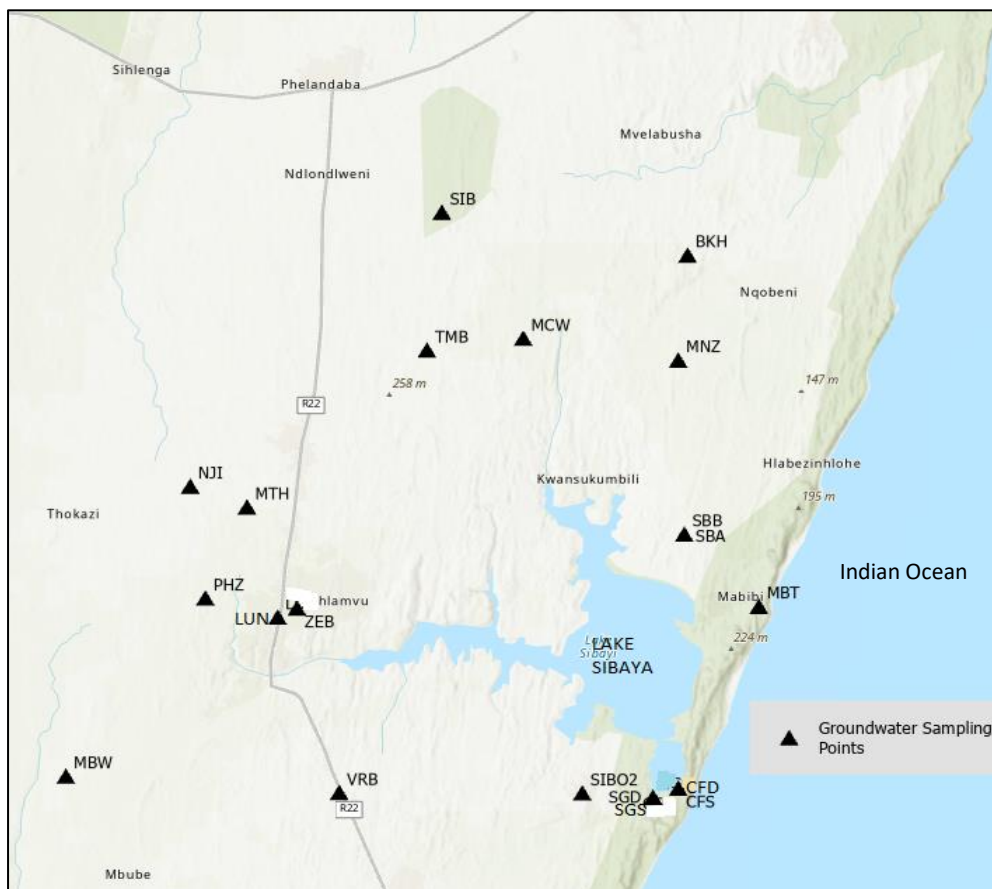 Sihlenga
Phelandaba
Mvelabusha
Ndlondlweni
SIB
BKH
Nqobeni
MCW
TMB
MNZ
258 m
147 m
R22
Hlabezinhlohe
Kwansukumbili
NJI
195 m
MTH
Thokazi
SBB
SBA
Indian Ocean
PHZ
hlamvu
Mabibi
MBT
LUN
ZEB
224 m
LAKE
SIBAYA
Groundwater Sampling
Points
MBW
VRB
SIBO2
CFD
SGD
CFS
R22
SGS
Mbube